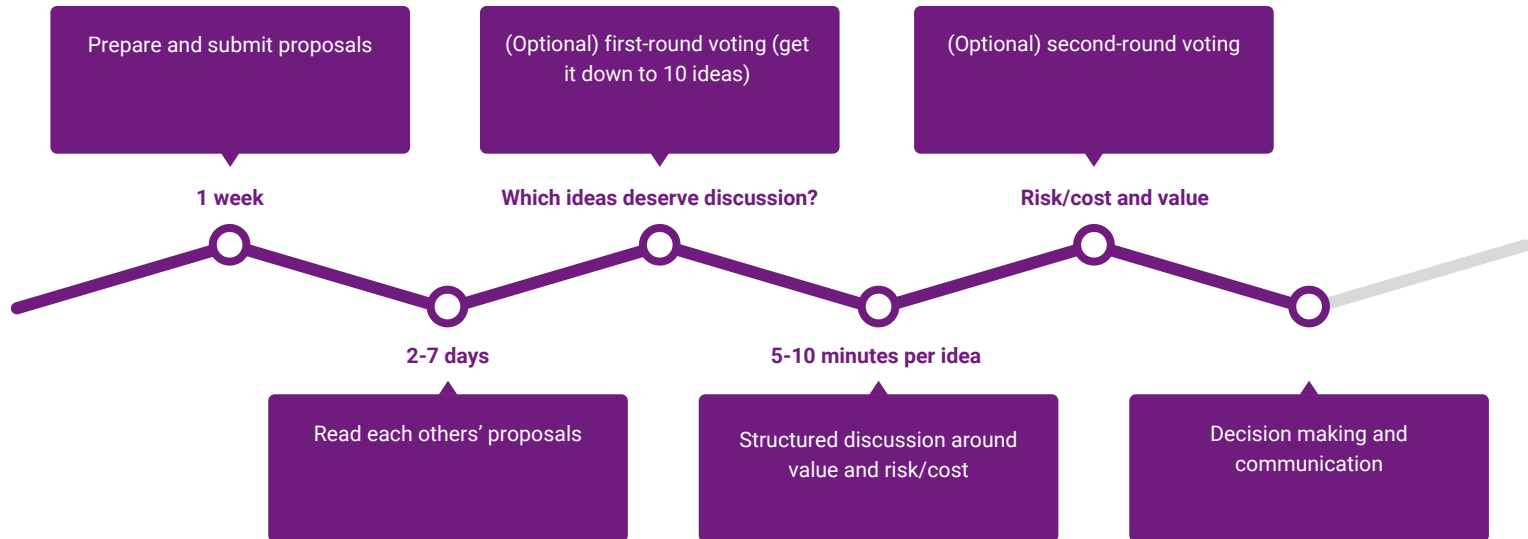 Prepare and submit proposals
(Optional) first-round voting (get
it down to 10 ideas)
(Optional) second-round voting
1 week
Which ideas deserve discussion?
Risk/cost and value
2-7 days
5-10 minutes per idea
Read each others’ proposals
Structured discussion around
value and risk/cost
Decision making and
communication